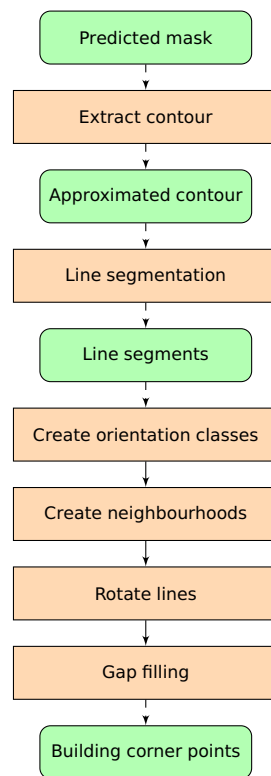 Predicted mask
Extract contour
Approximated contour
Line segmentation
Line segments
Create orientation classes
Create neighbourhoods
Rotate lines
Gap filling
Building corner points